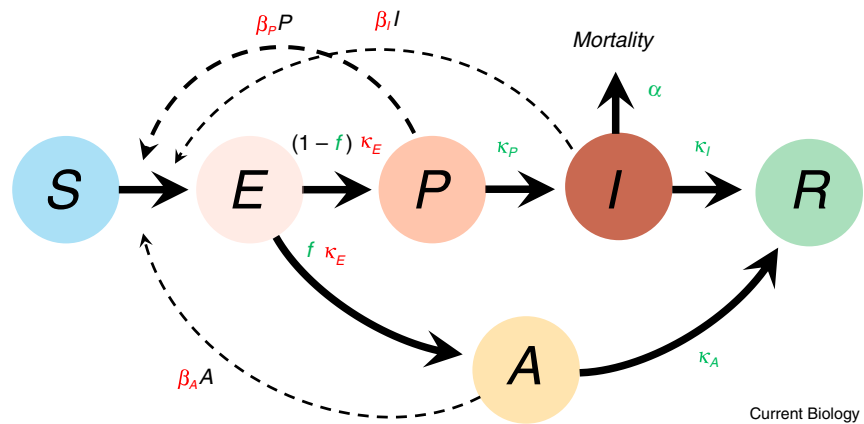 β_P P
β_I I
Mortality
α
(1 – f) κ_E
κ_P
κ_I
S
E
P
I
R
f κ_E
A
β_A A
κ_A
Current Biology